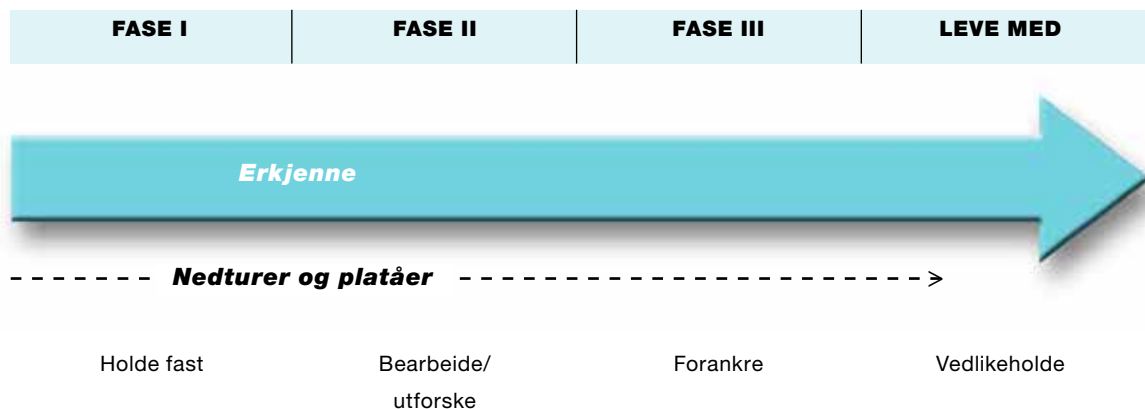 FASE I FASE II FASE III LEVE MED
Erkjenne
Nedturer og platåer
Holde fast Bearbeide/ Forankre Vedlikeholde
utforske